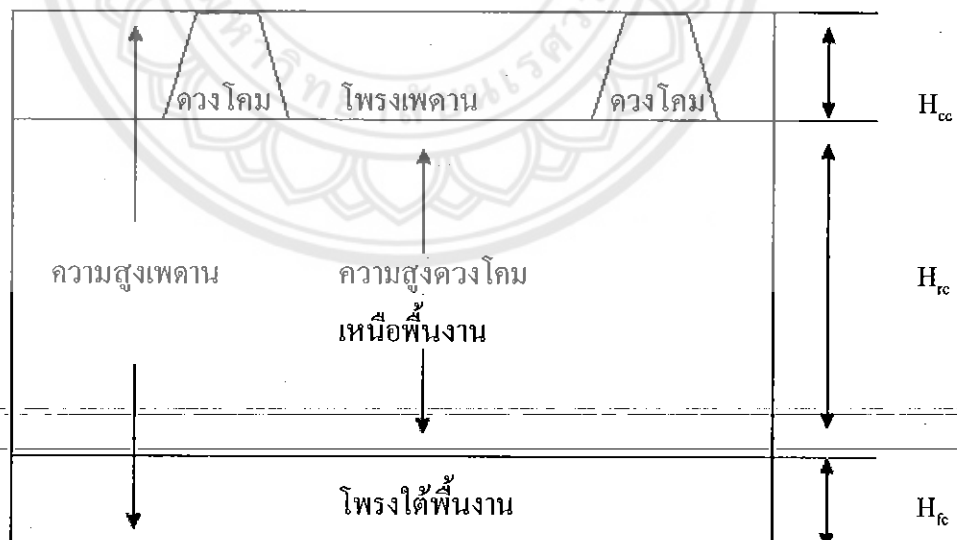 ดวงโคม
โพรงเพดาน
ดวงโคม
H_cc
ความสูงเพดาน
ความสูงดวงโคม
เหนือพื้นงาน
H_rc
โพรงใต้พื้นงาน
H_fc